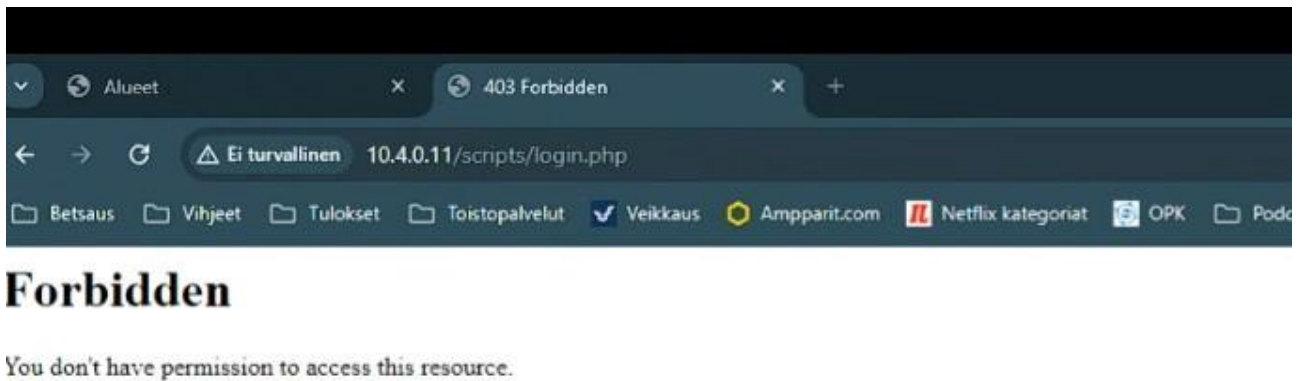 Alueet
403 Forbidden
Ei turvallinen 10.4.0.11/scripts/login.php
Betsaus Vihjeet Tulokset Toistopalvelut Veikkaus Ampparit.com Netflix kategoriat OPK
Forbidden
You don't have permission to access this resource.